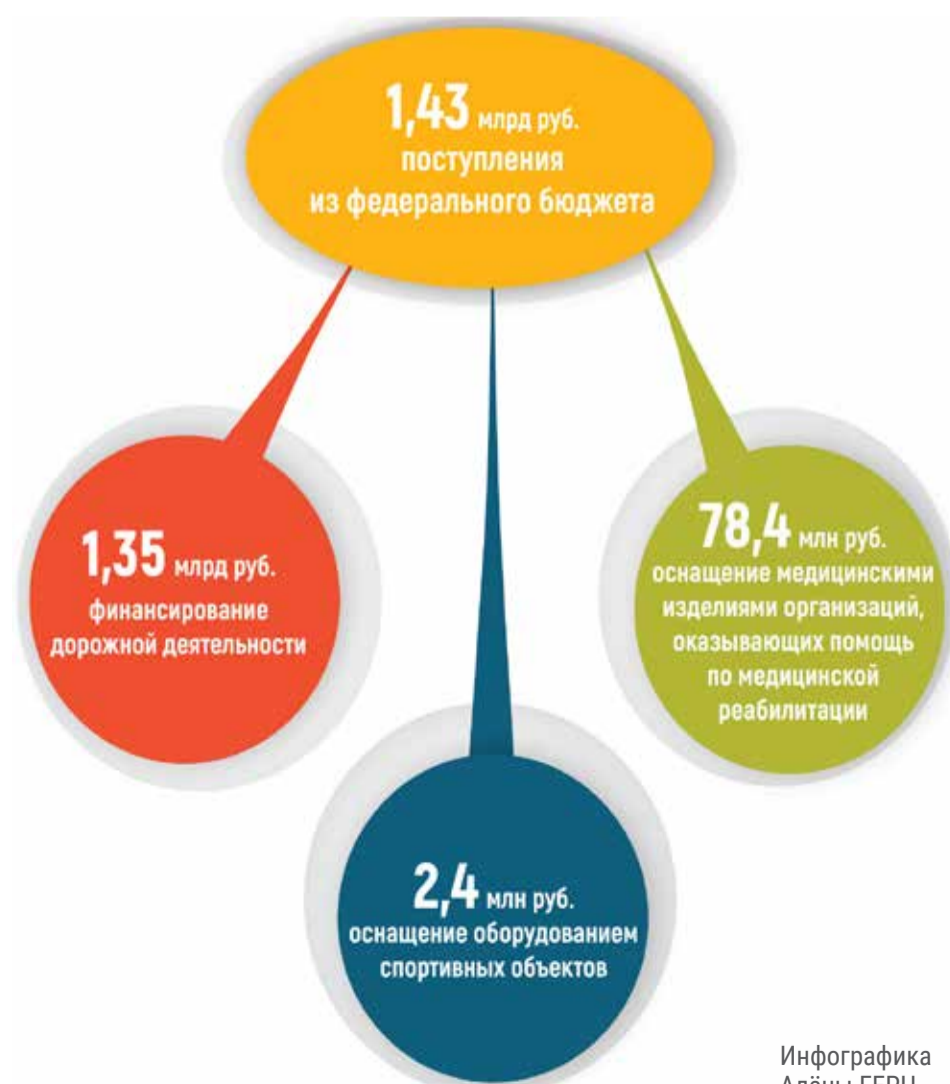 1,43 млрд руб.
поступления
из федерального бюджета
1,35 млрд руб.
финансирование
дорожной деятельности
78,4 млн руб.
оснащение медицинскими
изделиями организаций,
оказывающих помощь
по медицинской
реабилитации
2,4 млн руб.
оснащение оборудованием
спортивных объектов
Инфографика